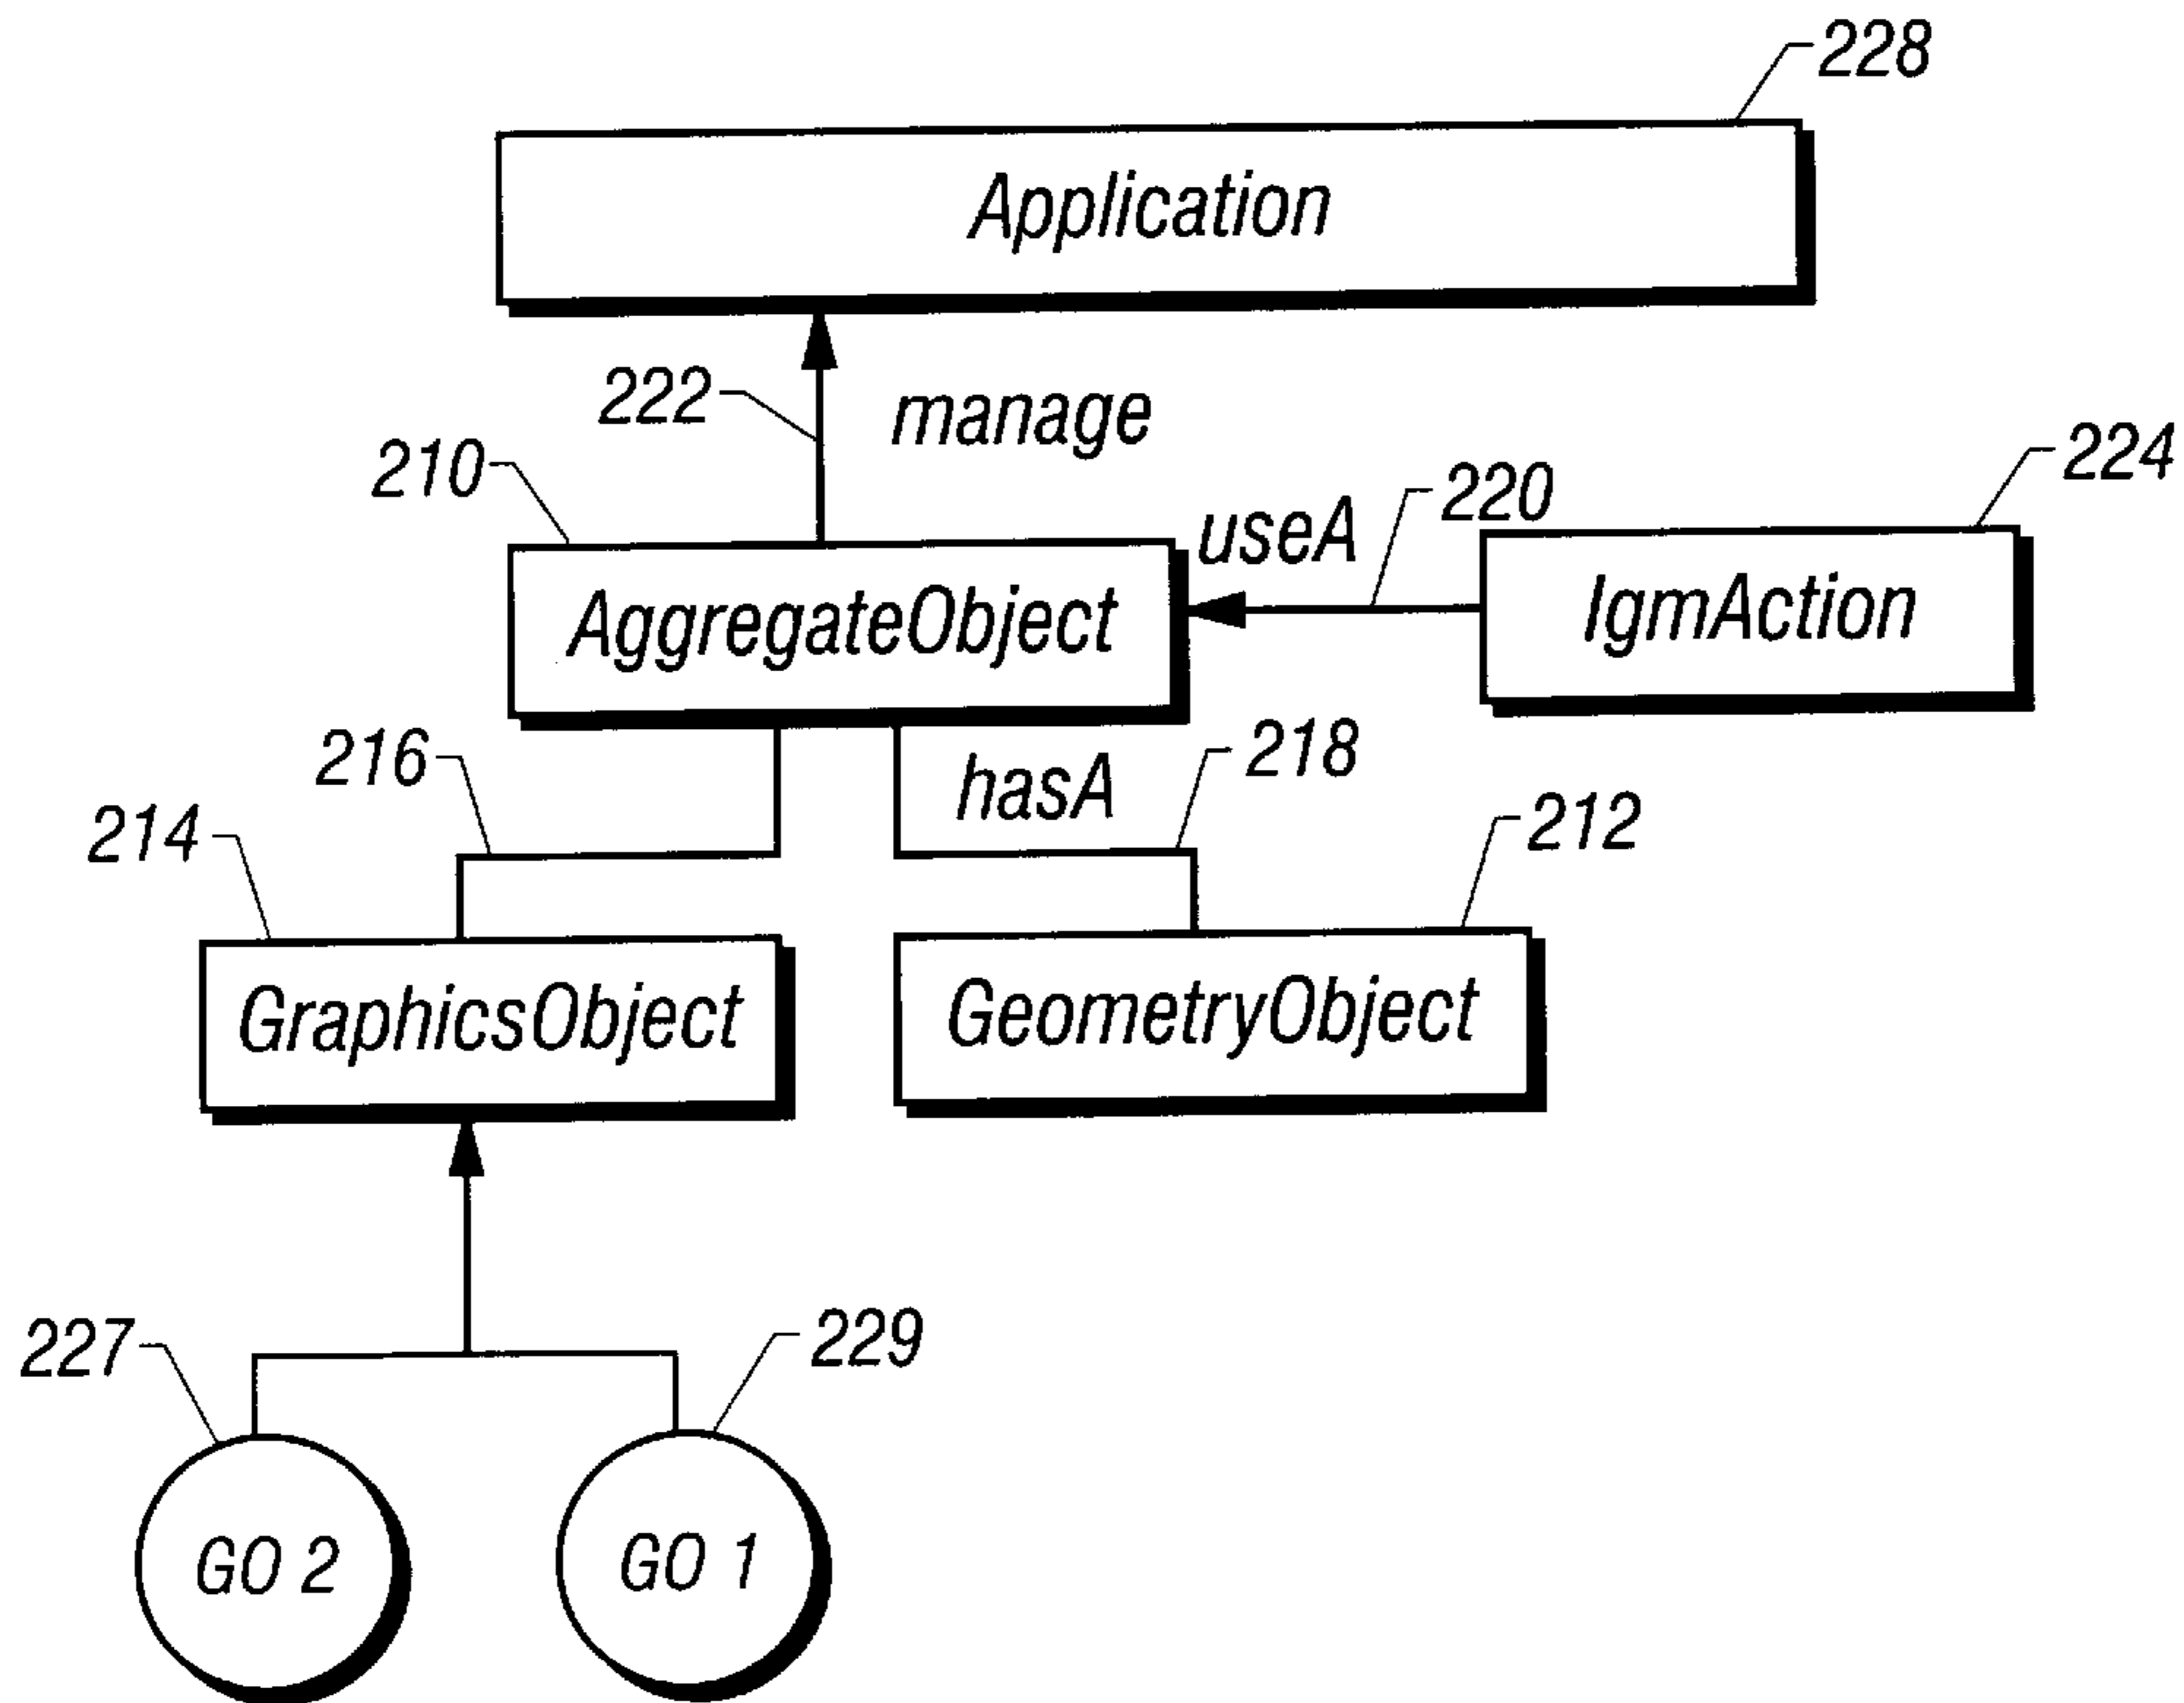 228
Application
222
manage
210
220
224
useA
AggregateObject
IgmAction
216
hasA
218
214
212
GraphicsObject
GeometryObject
227
229
GO 2
GO 1